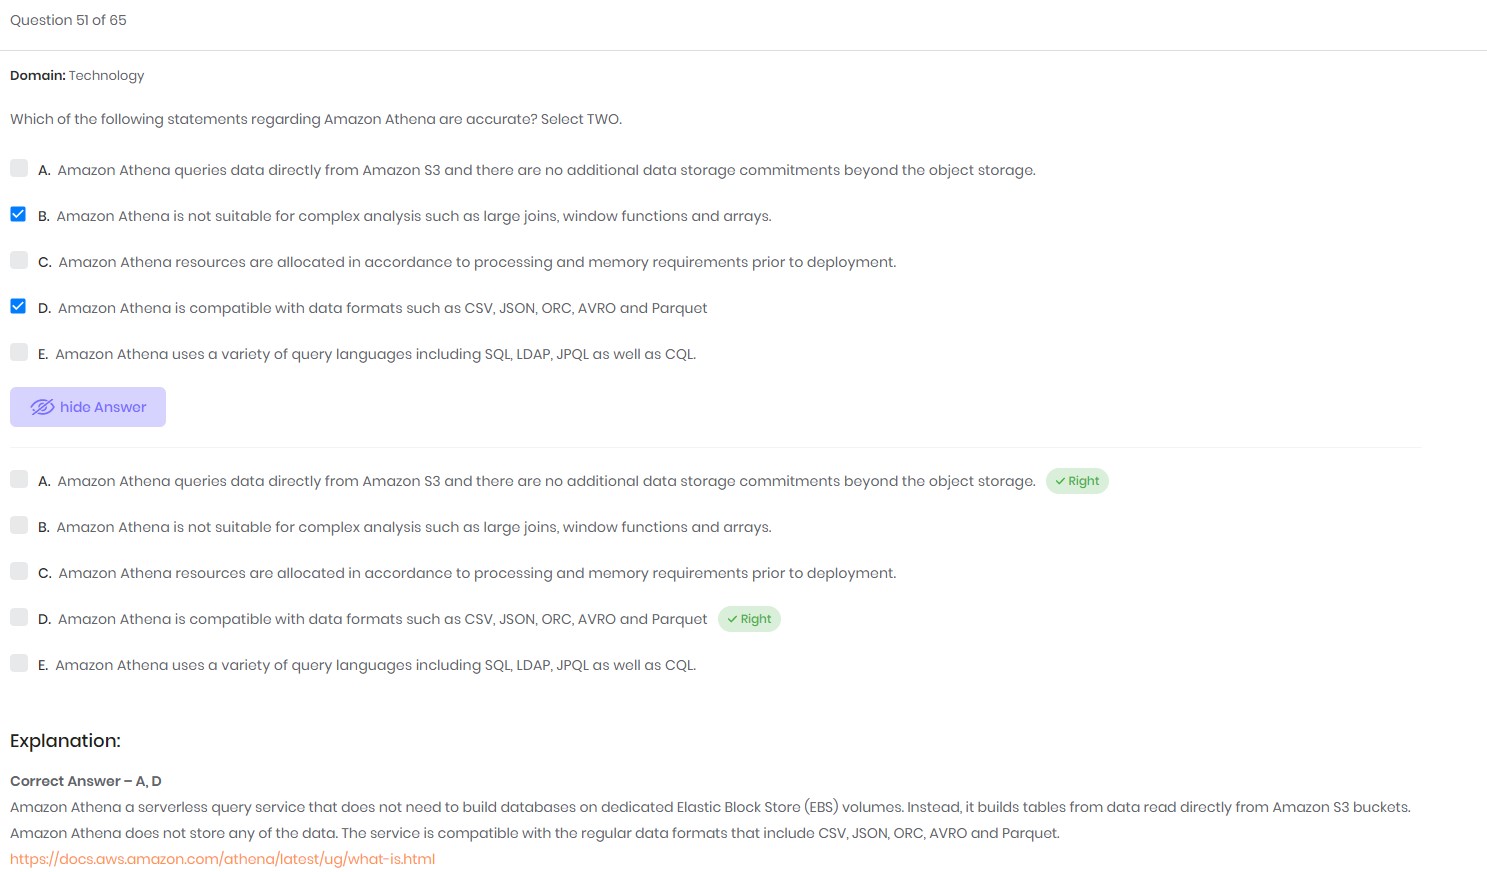 Question 51 of 65
Domain: Technology
Which of the following statements regarding Amazon Athena are accurate? Select TWO.
A. Amazon Athena queries data directly from Amazon S3 and there are no additional data storage commitments beyond the object storage.
B. Amazon Athena is not suitable for complex analysis such as large joins, window functions and arrays.
C. Amazon Athena resources are allocated in accordance to processing and memory requirements prior to deployment.
D. Amazon Athena is compatible with data formats such as CSV, JSON, ORC, AVRO and Parquet
E. Amazon Athena uses a variety of query languages including SQL, LDAP, JPQL as well as CQL.
hide Answer
A. Amazon Athena queries data directly from Amazon S3 and there are no additional data storage commitments beyond the object storage. Right
B. Amazon Athena is not suitable for complex analysis such as large joins, window functions and arrays.
C. Amazon Athena resources are allocated in accordance to processing and memory requirements prior to deployment.
D. Amazon Athena is compatible with data formats such as CSV, JSON, ORC, AVRO and Parquet Right
E. Amazon Athena uses a variety of query languages including SQL, LDAP, JPQL as well as CQL.
Explanation:
Correct Answer – A, D
Amazon Athena a serverless query service that does not need to build databases on dedicated Elastic Block Store (EBS) volumes. Instead, it builds tables from data read directly from Amazon S3 buckets.
Amazon Athena does not store any of the data. The service is compatible with the regular data formats that include CSV, JSON, ORC, AVRO and Parquet.
https://docs.aws.amazon.com/athena/latest/ug/what-is.html